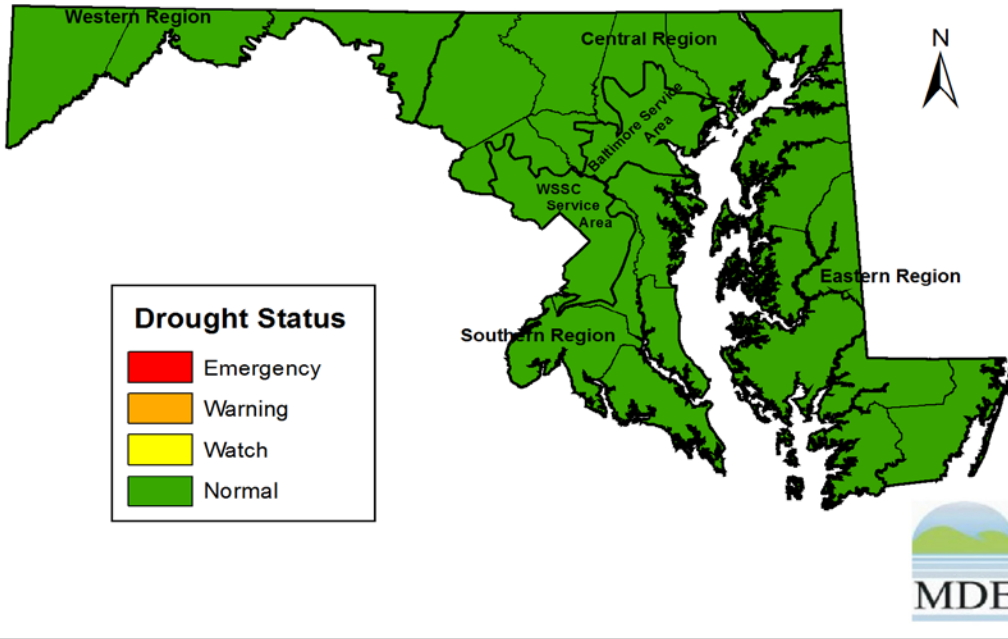 Western Region
Central Region
N
Baltimore Service
Area
WSSC
Service
Area
Eastern Region
Southern Region
Drought Status
Emergency
Warning
Watch
Normal
MDE